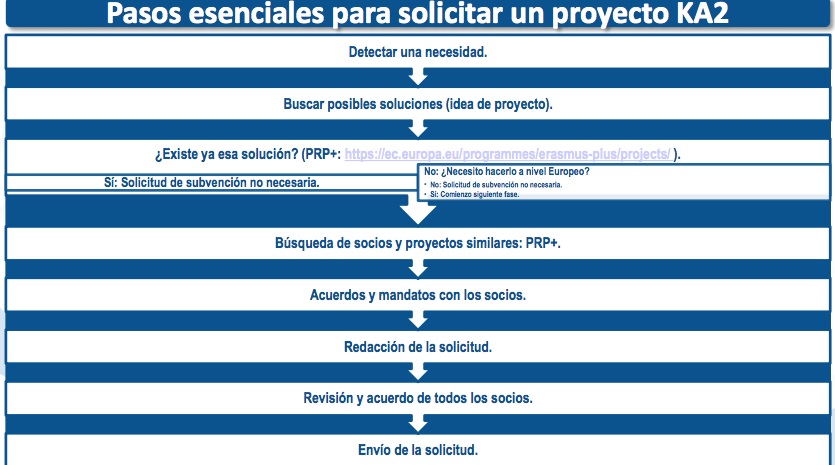 Pasos esenciales para solicitar un proyecto KA2
Detectar una necesidad.
Buscar posibles soluciones (idea de proyecto).
¿Existe ya esa solución? (PRP+: https://ec.europa.eu/programmes/erasmus-plus/projects/ ).
Sí: Solicitud de subvención no necesaria.
No: ¿Necesito hacerlo a nivel Europeo?
• No: Solicitud de subvención no necesaria.
• Sí: Comienzo siguiente fase.
Búsqueda de socios y proyectos similares: PRP+.
Acuerdos y mandatos con los socios.
Redacción de la solicitud.
Revisión y acuerdo de todos los socios.
Envío de la solicitud.